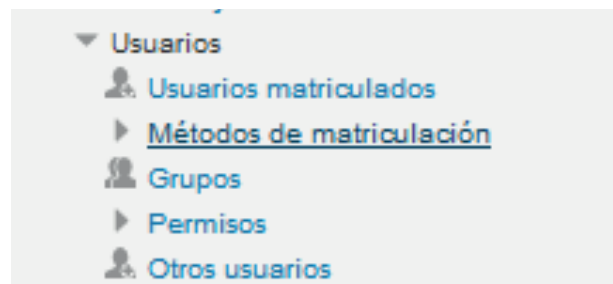 Usuarios
Usuarios matriculados
Métodos de matriculación
Grupos
Permisos
Otros usuarios